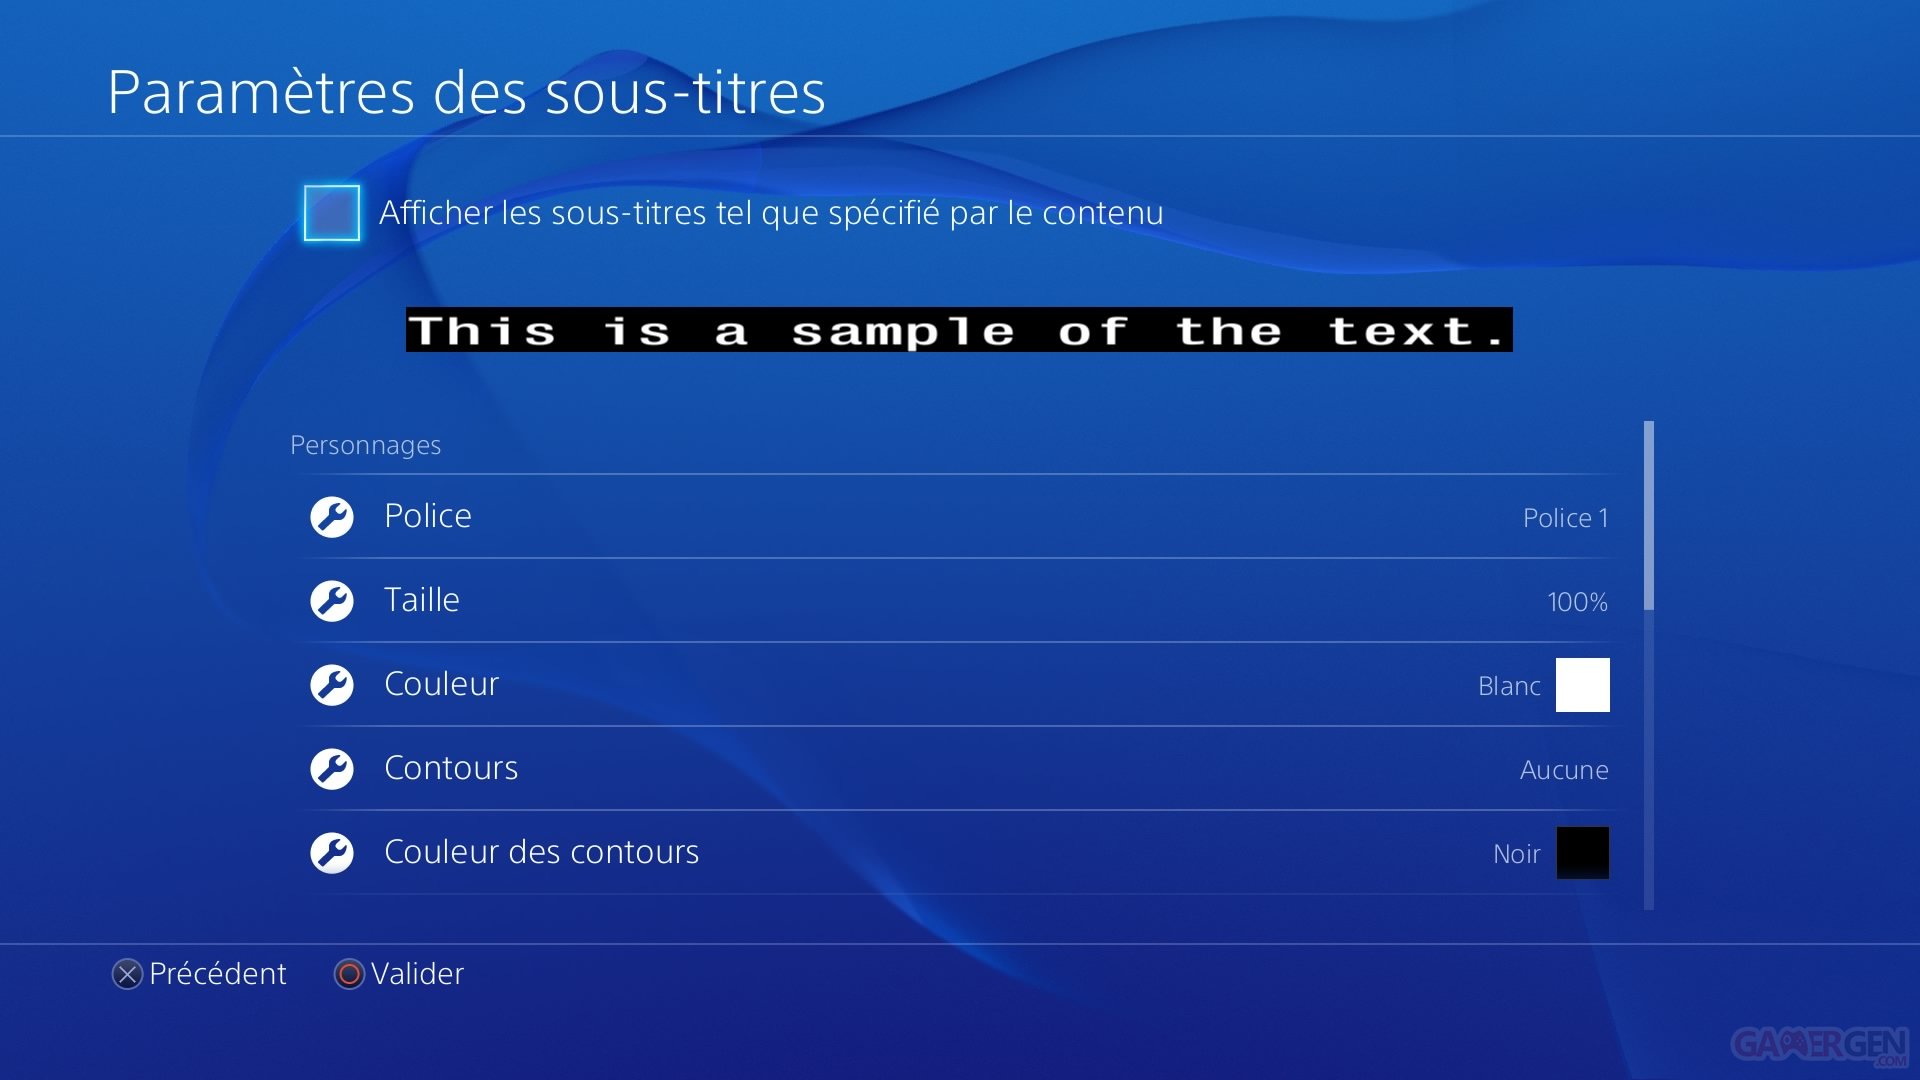 Paramètres des sous-titres
Afficher les sous-titres tel que spécifié par le contenu
This is a sample of the text.
Personnages
Police Police 1
Taille 100%
Couleur Blanc
Contours Aucune
Couleur des contours Noir
Précédent Valider
GAMERGEN
.COM